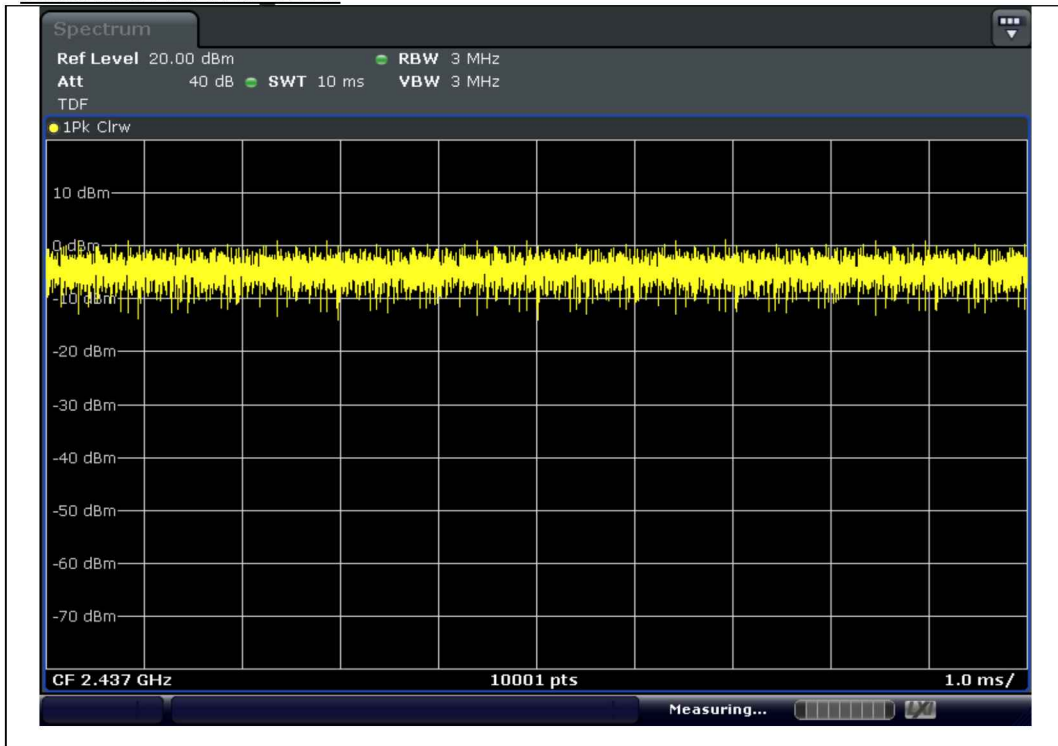 Spectrum
Ref Level 20.00 dBm RBW 3 MHz
Att 40 dB SWT 10 ms VBW 3 MHz
TDF
1Pk Clrw
10 dBm
0 dBm
-10 dBm
-20 dBm
-30 dBm
-40 dBm
-50 dBm
-60 dBm
-70 dBm
CF 2.437 GHz 10001 pts 1.0 ms/
Measuring... LXI